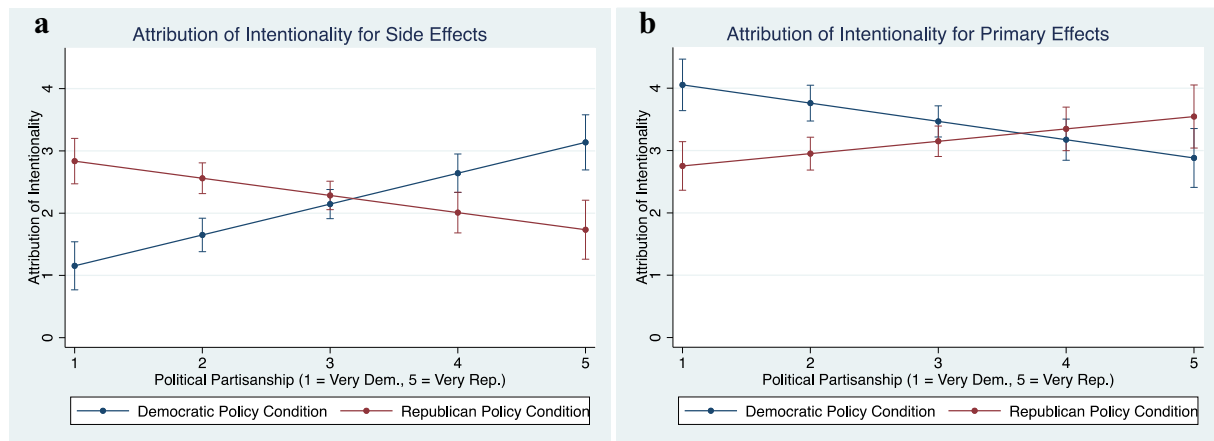 a
Attribution of Intentionality for Side Effects
Attribution of Intentionality
4
3
2
1
0
1 2 3 4 5
Political Partisanship (1 = Very Dem., 5 = Very Rep.)
Democratic Policy Condition Republican Policy Condition
b
Attribution of Intentionality for Primary Effects
Attribution of Intentionality
4
3
2
1
0
1 2 3 4 5
Political Partisanship (1 = Very Dem., 5 = Very Rep.)
Democratic Policy Condition Republican Policy Condition